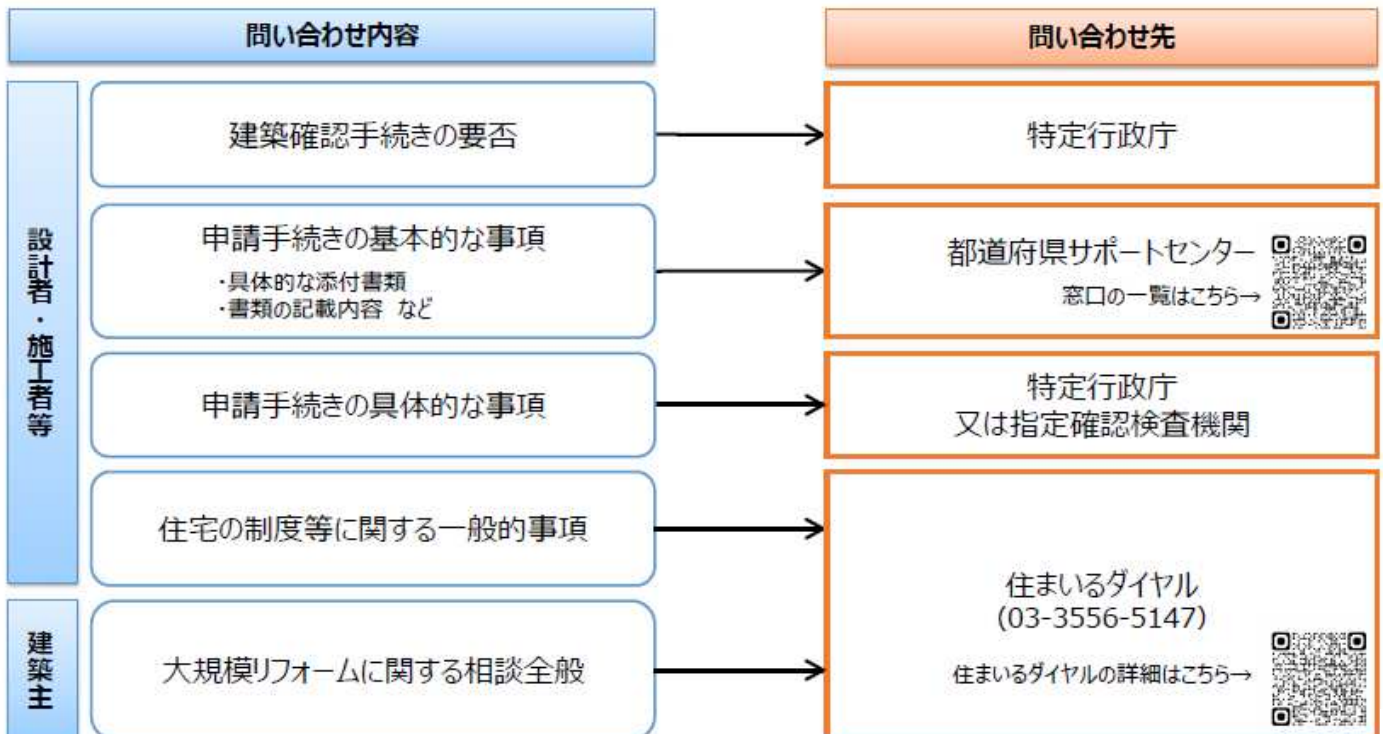 問い合わせ内容
問い合わせ先
設計者・施工者等
建築確認手続きの要否
特定行政庁
申請手続きの基本的な事項
・具体的な添付書類
・書類の記載内容 など
都道府県サポートセンター
窓口の一覧はこちら→
申請手続きの具体的な事項
特定行政庁
又は指定確認検査機関
住宅の制度等に関する一般的事項
建築主
大規模リフォームに関する相談全般
住まいるダイヤル
(03-3556-5147)
住まいるダイヤルの詳細はこちら→